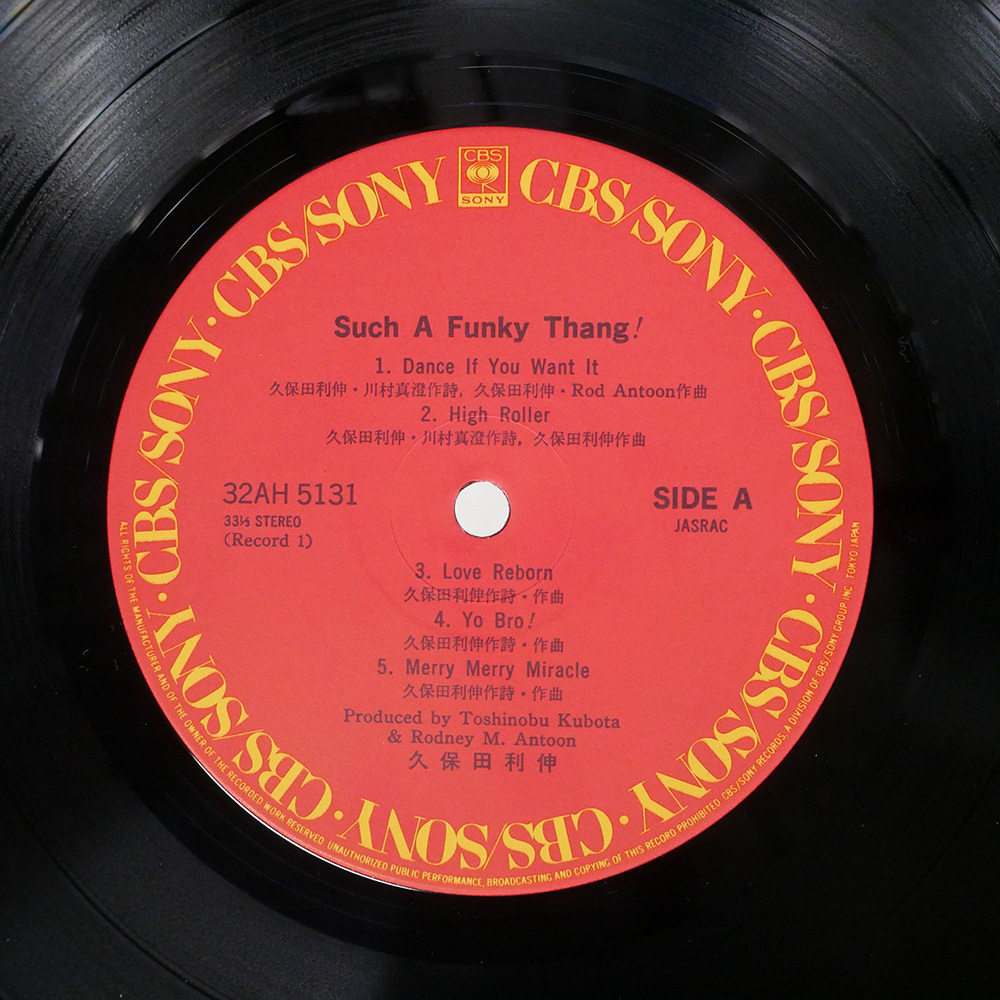 CBS
SONY
CBS/SONY · CBS/SONY · CBS/SONY · CBS/SONY · CBS/SONY · CBS/SONY · CBS/SONY · CBS/SONY · CBS/SONY · CBS/SONY
Such A Funky Thang!
1. Dance If You Want It
久保田利伸・川村真澄作詩，久保田利伸・Rod Antoon作曲
2. High Roller
久保田利伸・川村真澄作詩，久保田利伸作曲
32AH 5131
33⅓ STEREO
(Record 1)
SIDE A
JASRAC
3. Love Reborn
久保田利伸作詩・作曲
4. Yo Bro!
久保田利伸作詩・作曲
5. Merry Merry Miracle
久保田利伸作詩・作曲
Produced by Toshinobu Kubota
& Rodney M. Antoon
久保田利伸
ALL RIGHTS OF THE MANUFACTURER AND OF THE OWNER OF THE RECORDED WORK RESERVED. UNAUTHORIZED PUBLIC PERFORMANCE, BROADCASTING AND COPYING OF THIS RECORD PROHIBITED. CBS/SONY RECORDS, A DIVISION OF CBS/SONY GROUP INC. TOKYO JAPAN